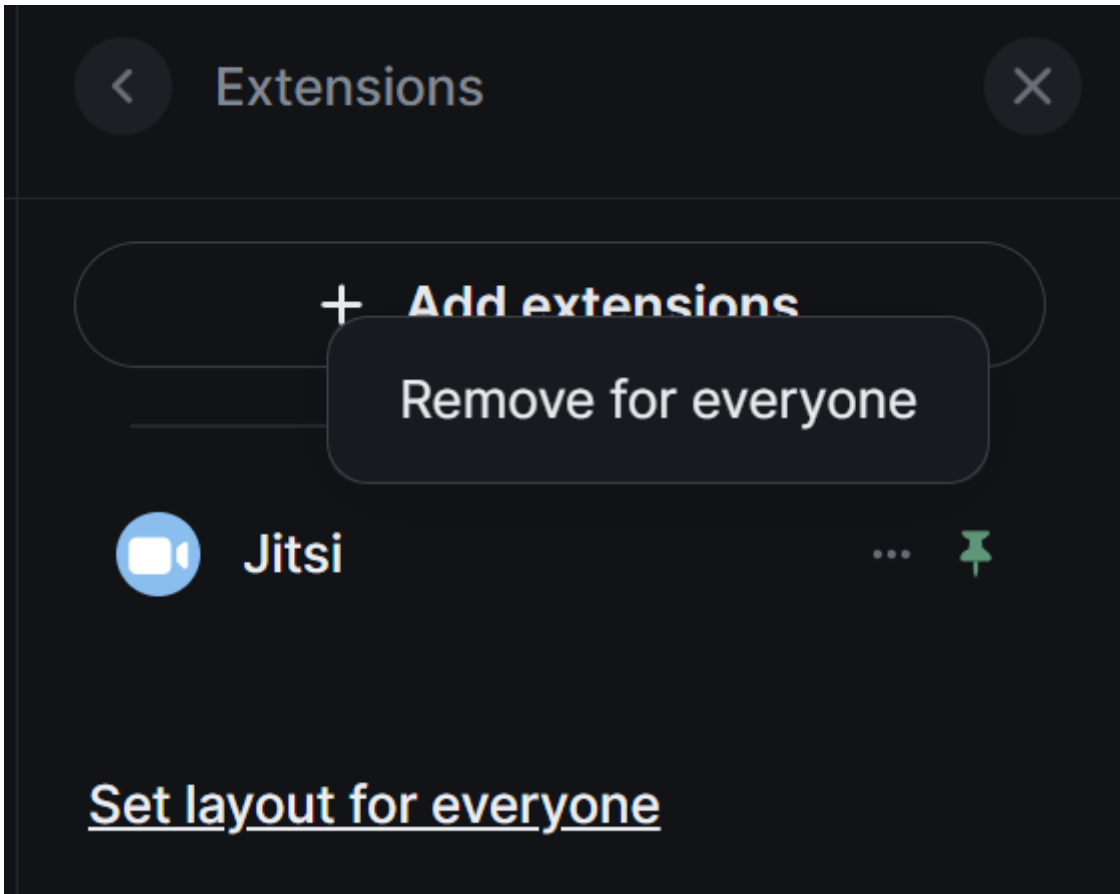 Extensions
Add extensions
Remove for everyone
Jitsi
Set layout for everyone